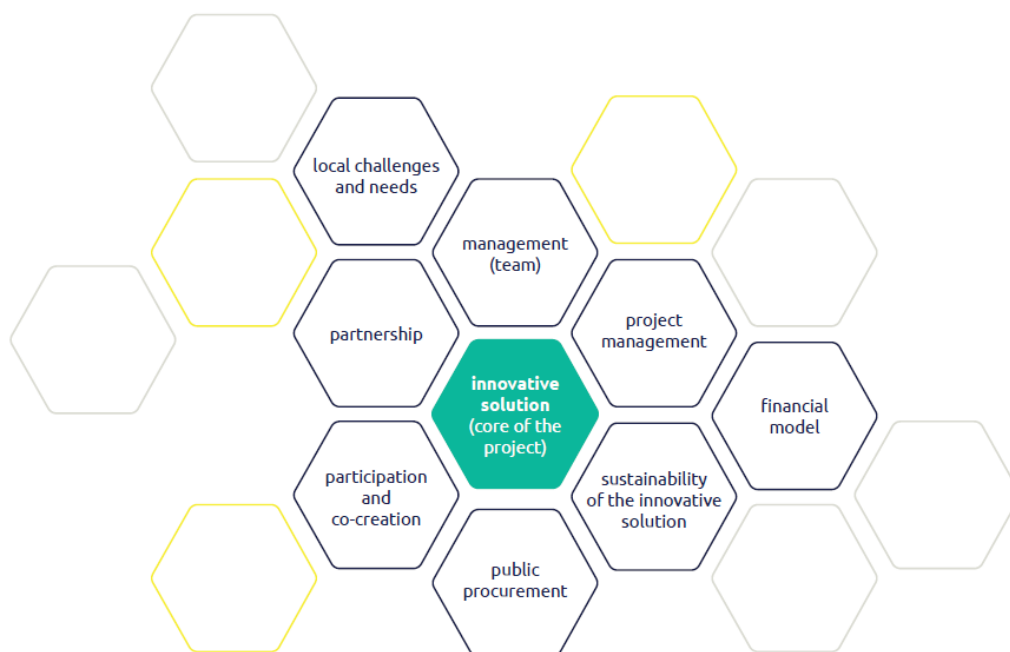 local challenges
and needs
management
(team)
partnership
project
management
innovative
solution
(core of the
project)
financial
model
participation
and
co-creation
sustainability
of the innovative
solution
public
procurement